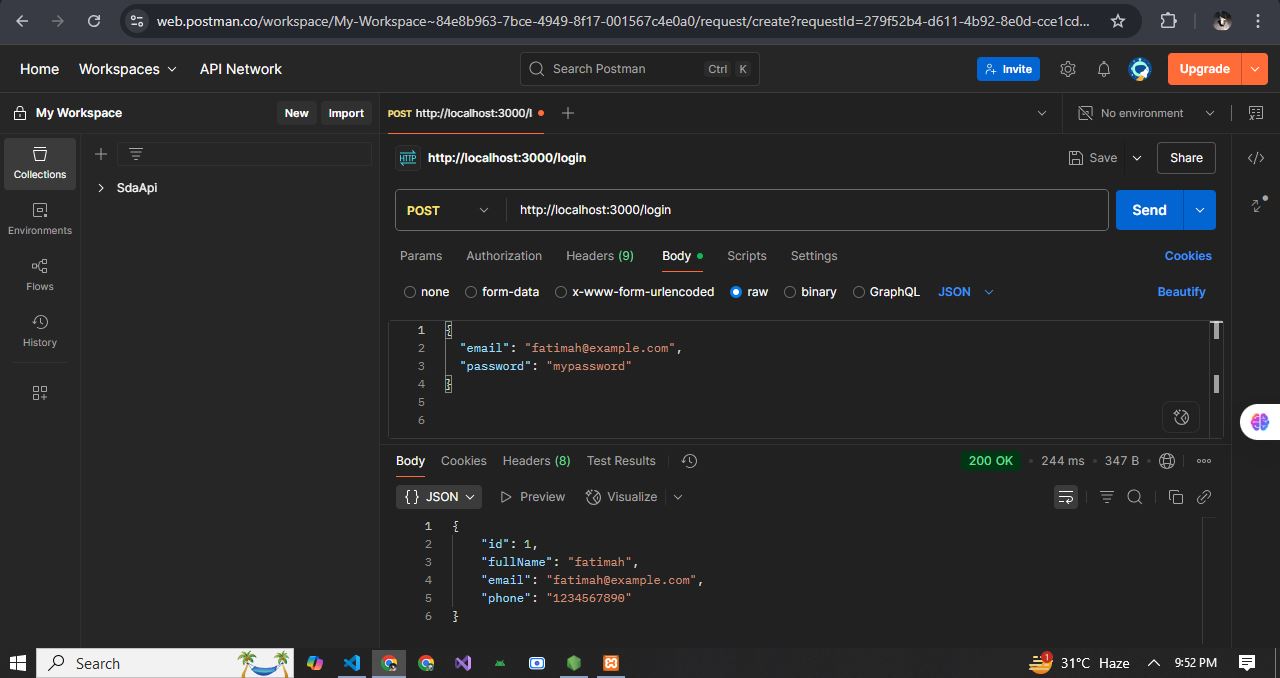 web.postman.co/workspace/My-Workspace~84e8b963-7bce-4949-8f17-001567c4e0a0/request/create?requestId=279f52b4-d611-4b92-8e0d-cce1cd...
Home Workspaces API Network Search Postman Ctrl K Invite Upgrade
My Workspace New Import POST http://localhost:3000/l No environment
Collections
Environments
Flows
History
SdaApi
HTTP http://localhost:3000/login Save Share
POST http://localhost:3000/login Send
Params Authorization Headers (9) Body Scripts Settings Cookies
none form-data x-www-form-urlencoded raw binary GraphQL JSON Beautify
1 {
2 "email": "fatimah@example.com",
3 "password": "mypassword"
4 }
5
6
Body Cookies Headers (8) Test Results 200 OK • 244 ms • 347 B
{} JSON Preview Visualize
1 {
2 "id": 1,
3 "fullName": "fatimah",
4 "email": "fatimah@example.com",
5 "phone": "1234567890"
6 }
Search 1 31°C Haze 9:52 PM